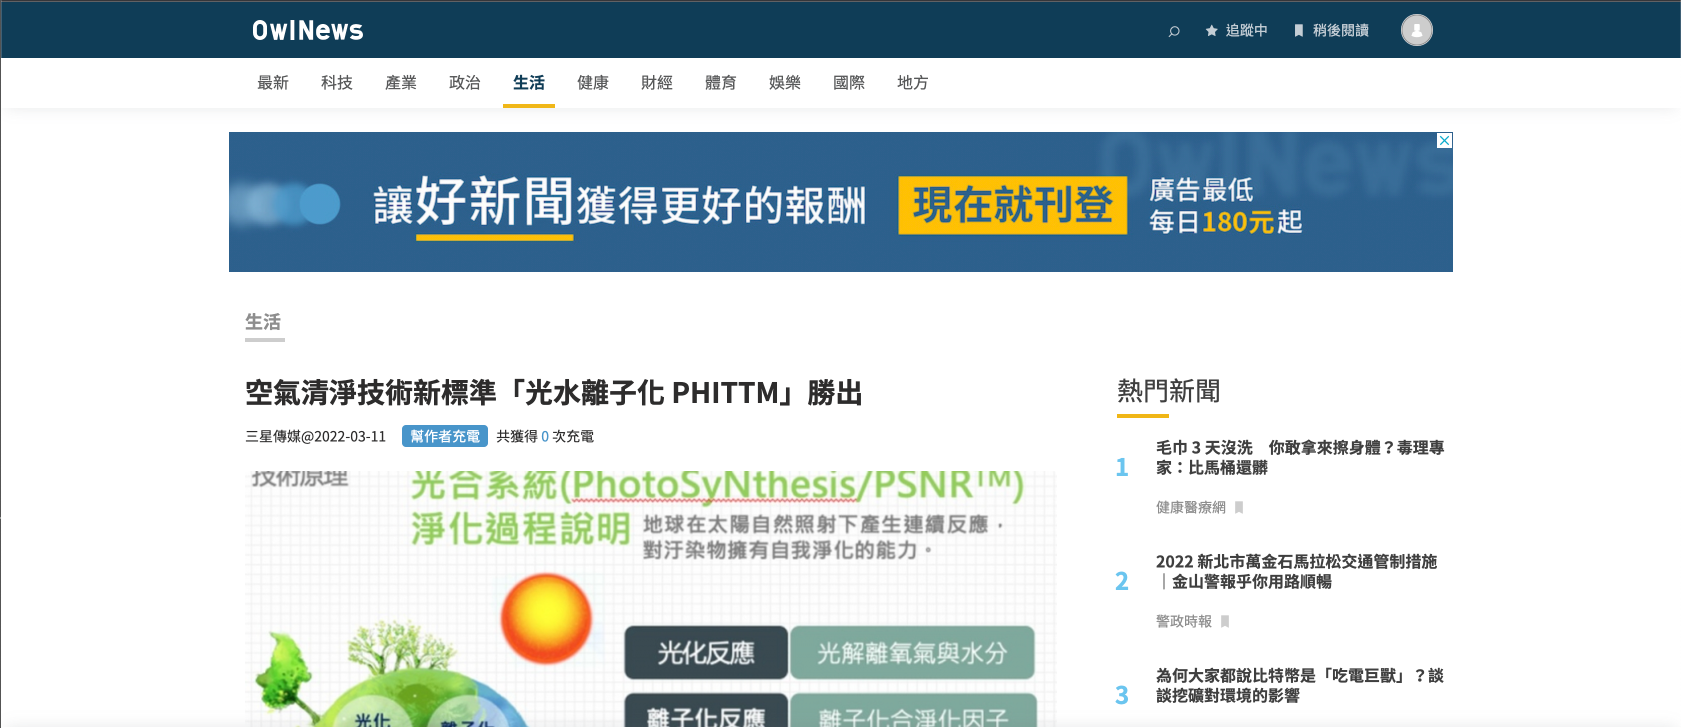 OwlNews
追蹤中
稍後閱讀
最新 科技 產業 政治 生活 健康 財經 體育 娛樂 國際 地方
OwlNews
讓好新聞獲得更好的報酬
現在就刊登
廣告最低
每日180元起
生活
空氣清淨技術新標準「光水離子化 PHITTM」勝出
三星傳媒@2022-03-11 幫作者充電 共獲得 0 次充電
技術原理
光合系統(PhotoSyNthesis/PSNR™)
淨化過程說明
地球在太陽自然照射下產生連續反應，
對汙染物擁有自我淨化的能力。
光化反應 光解離氧氣與水分
離子化反應 離子化合淨化因子
光化
離子化
熱門新聞
1
毛巾 3 天沒洗　你敢拿來擦身體？毒理專
家：比馬桶還髒
健康醫療網
2
2022 新北市萬金石馬拉松交通管制措施
｜金山警報乎你用路順暢
警政時報
3
為何大家都說比特幣是「吃電巨獸」？談
談挖礦對環境的影響